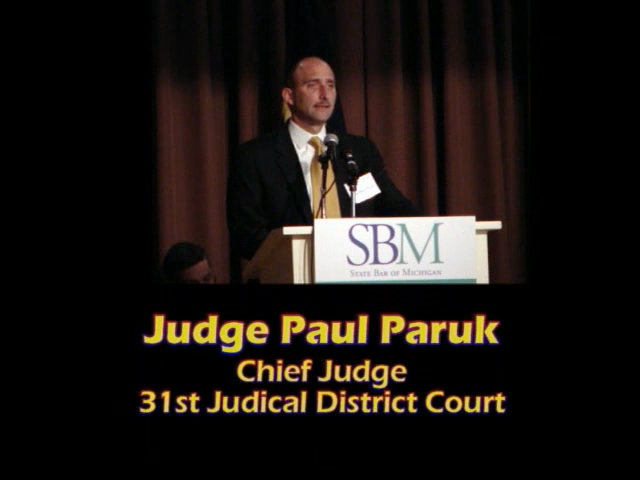 SBM
STATE BAR OF MICHIGAN
Judge Paul Paruk
Chief Judge
31st Judical District Court